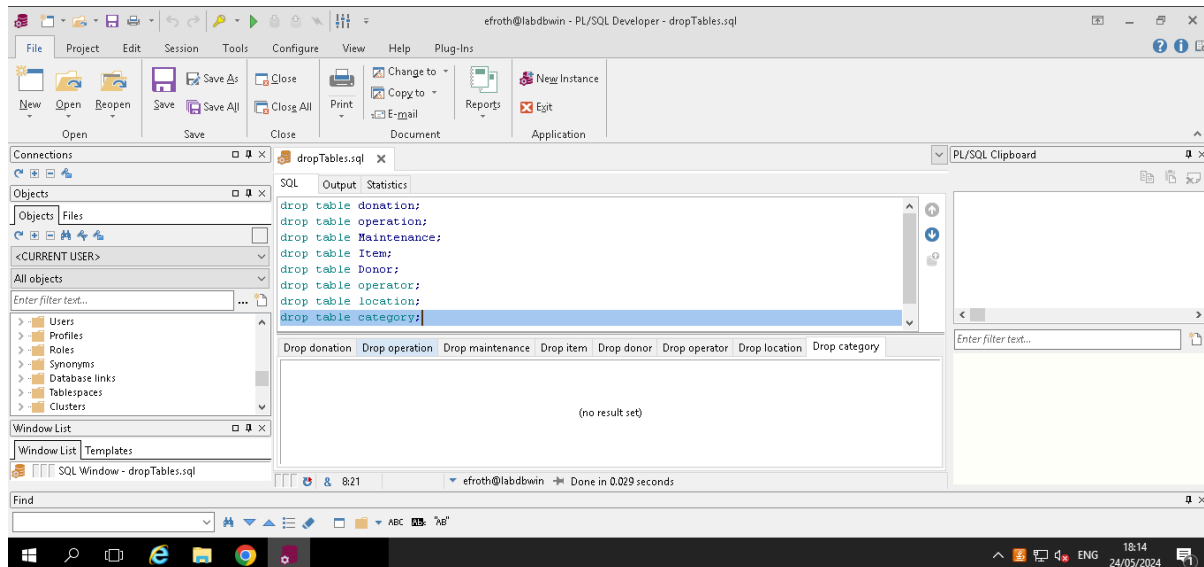 efroth@labdbwin - PL/SQL Developer - dropTables.sql
File Project Edit Session Tools Configure View Help Plug-Ins
New Open Reopen Save Save As Save All Close Close All Print Change to Copy to E-mail Reports New Instance Exit
Open Save Close Document Application
Connections
Objects
Objects Files
<CURRENT USER>
All objects
Enter filter text...
Users
Profiles
Roles
Synonyms
Database links
Tablespaces
Clusters
Window List
Window List Templates
SQL Window - dropTables.sql
dropTables.sql
SQL Output Statistics
drop table donation;
drop table operation;
drop table Maintenance;
drop table Item;
drop table Donor;
drop table operator;
drop table location;
drop table category;
Drop donation Drop operation Drop maintenance Drop item Drop donor Drop operator Drop location Drop category
(no result set)
& 8:21 efroth@labdbwin Done in 0.029 seconds
PL/SQL Clipboard
Enter filter text...
Find
ABC AB "AB"
ENG 18:14
24/05/2024